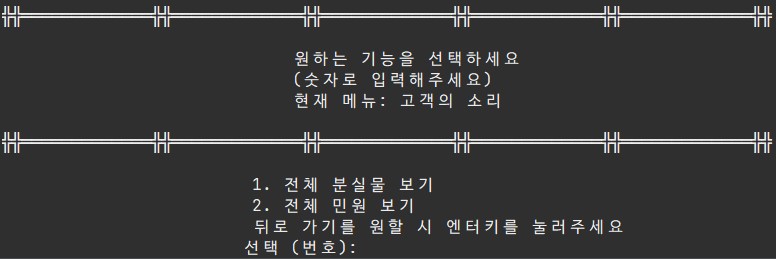 원하는 기능을 선택하세요
(숫자로 입력해주세요)
현재 메뉴: 고객의 소리
1. 전체 분실물 보기
2. 전체 민원 보기
뒤로 가기를 원할 시 엔터키를 눌러주세요
선택 (번호):